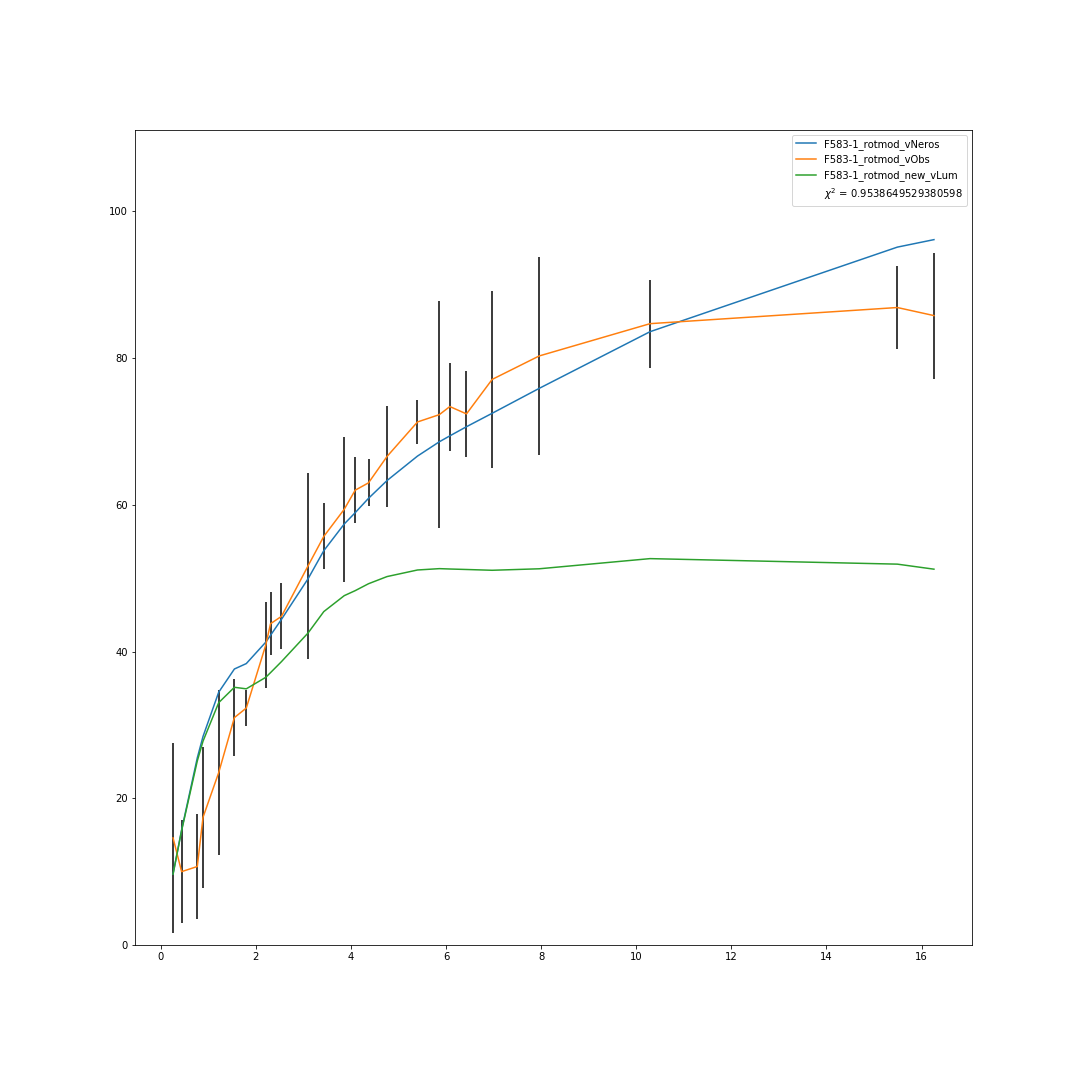 F583-1_rotmod_vNeros
F583-1_rotmod_vObs
F583-1_rotmod_new_vLum
χ² = 0.9538649529380598
100
80
60
40
20
0
0 2 4 6 8 10 12 14 16